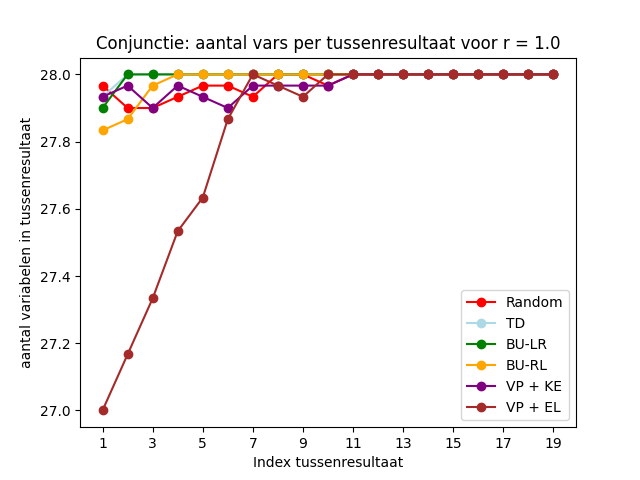 Conjunctie: aantal vars per tussenresultaat voor r = 1.0
aantal variabelen in tussenresultaat
28.0
27.8
27.6
27.4
27.2
27.0
Random
TD
BU-LR
BU-RL
VP + KE
VP + EL
1 3 5 7 9 11 13 15 17 19
Index tussenresultaat